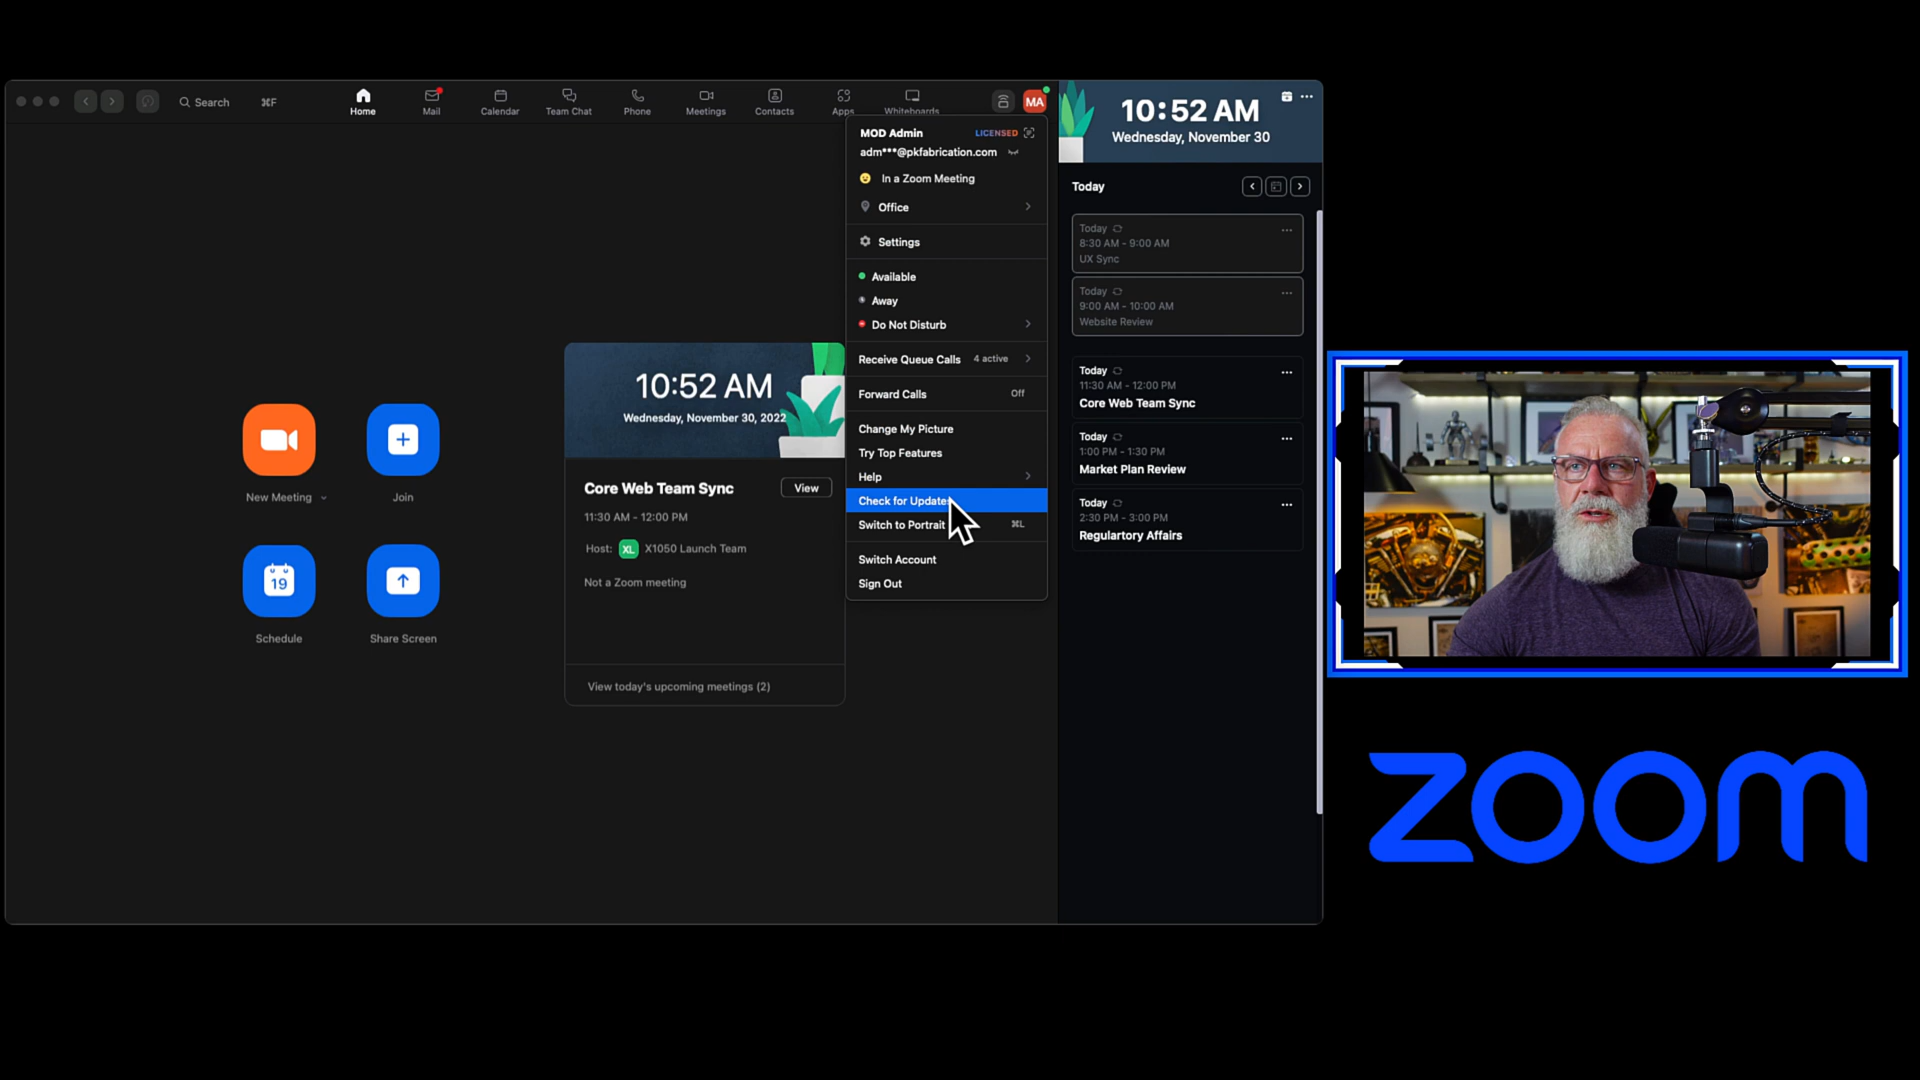 Search
⌘F
Home
Mail
Calendar
Team Chat
Phone
Meetings
Contacts
Apps
Whiteboards
MA
MOD Admin
LICENSED
adm***@pkfabrication.com
In a Zoom Meeting
Office
Settings
Available
Away
Do Not Disturb
Receive Queue Calls 4 active
Forward Calls Off
Change My Picture
Try Top Features
Help
Check for Updates
Switch to Portrait ⌘L
Switch Account
Sign Out
New Meeting
Join
19
Schedule
Share Screen
10:52 AM
Wednesday, November 30, 2022
Core Web Team Sync
View
11:30 AM - 12:00 PM
Host: XL X1050 Launch Team
Not a Zoom meeting
View today's upcoming meetings (2)
10:52 AM
Wednesday, November 30
Today
Today
8:30 AM - 9:00 AM
UX Sync
Today
9:00 AM - 10:00 AM
Website Review
Today
11:30 AM - 12:00 PM
Core Web Team Sync
Today
1:00 PM - 1:30 PM
Market Plan Review
Today
2:30 PM - 3:00 PM
Regulartory Affairs
zoom